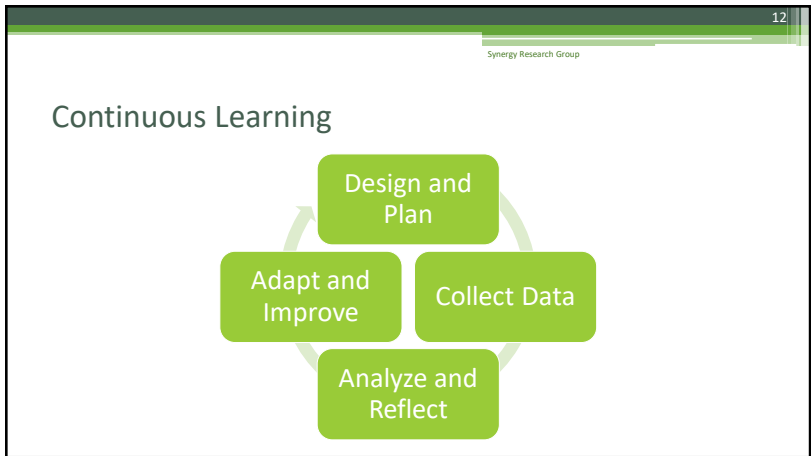 12
Synergy Research Group
Continuous Learning
Design and
Plan
Collect Data
Analyze and
Reflect
Adapt and
Improve